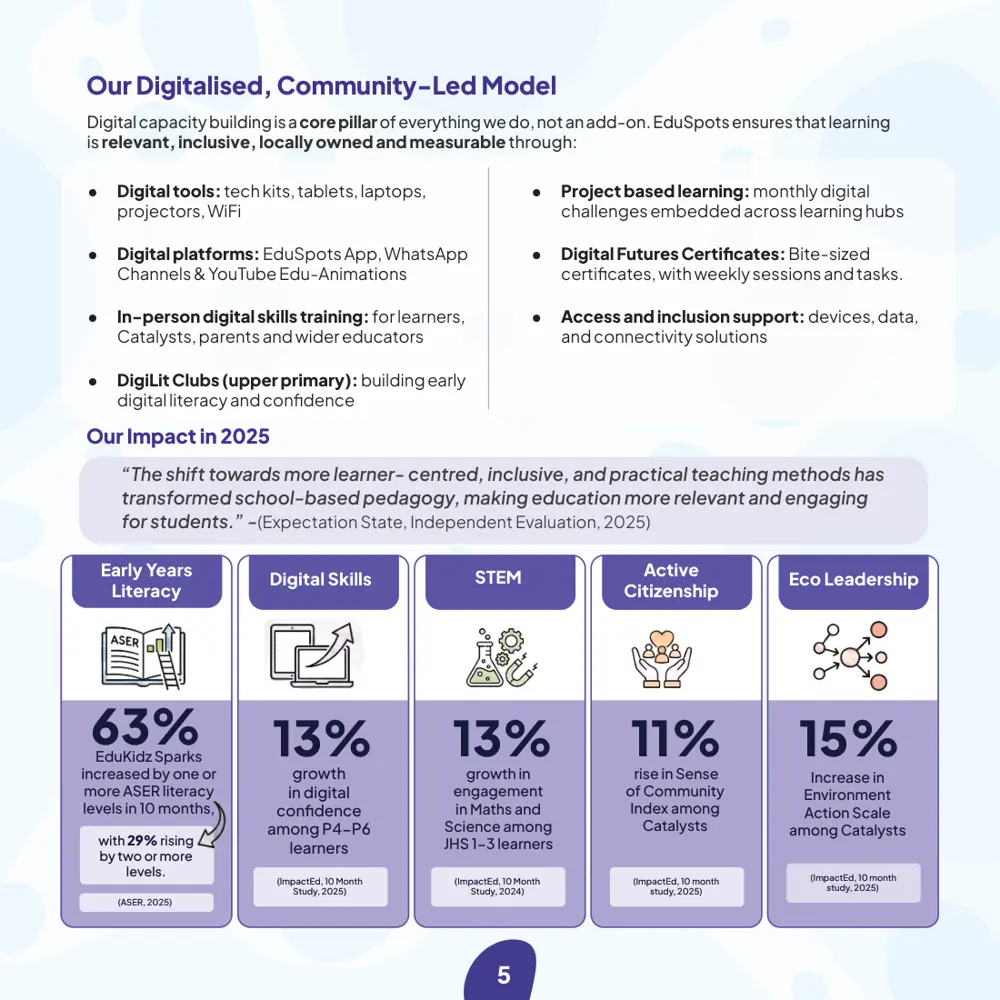 Our Digitalised, Community-Led Model
Digital capacity building is a core pillar of everything we do, not an add-on. EduSpots ensures that learning
is relevant, inclusive, locally owned and measurable through:
● Digital tools: tech kits, tablets, laptops,
projectors, WiFi
● Digital platforms: EduSpots App, WhatsApp
Channels & YouTube Edu-Animations
● In-person digital skills training: for learners,
Catalysts, parents and wider educators
● DigiLit Clubs (upper primary): building early
digital literacy and confidence
● Project based learning: monthly digital
challenges embedded across learning hubs
● Digital Futures Certificates: Bite-sized
certificates, with weekly sessions and tasks.
● Access and inclusion support: devices, data,
and connectivity solutions
Our Impact in 2025
“The shift towards more learner- centred, inclusive, and practical teaching methods has
transformed school-based pedagogy, making education more relevant and engaging
for students.” -(Expectation State, Independent Evaluation, 2025)
Early Years
Literacy
ASER
63%
EduKidz Sparks
increased by one or
more ASER literacy
levels in 10 months,
with 29% rising
by two or more
levels.
(ASER, 2025)
Digital Skills
13%
growth
in digital
confidence
among P4-P6
learners
(ImpactEd, 10 Month
Study, 2025)
STEM
13%
growth in
engagement
in Maths and
Science among
JHS 1-3 learners
(ImpactEd, 10 Month
Study, 2024)
Active
Citizenship
11%
rise in Sense
of Community
Index among
Catalysts
(ImpactEd, 10 month
study, 2025)
Eco Leadership
15%
Increase in
Environment
Action Scale
among Catalysts
(ImpactEd, 10 month
study, 2025)
5